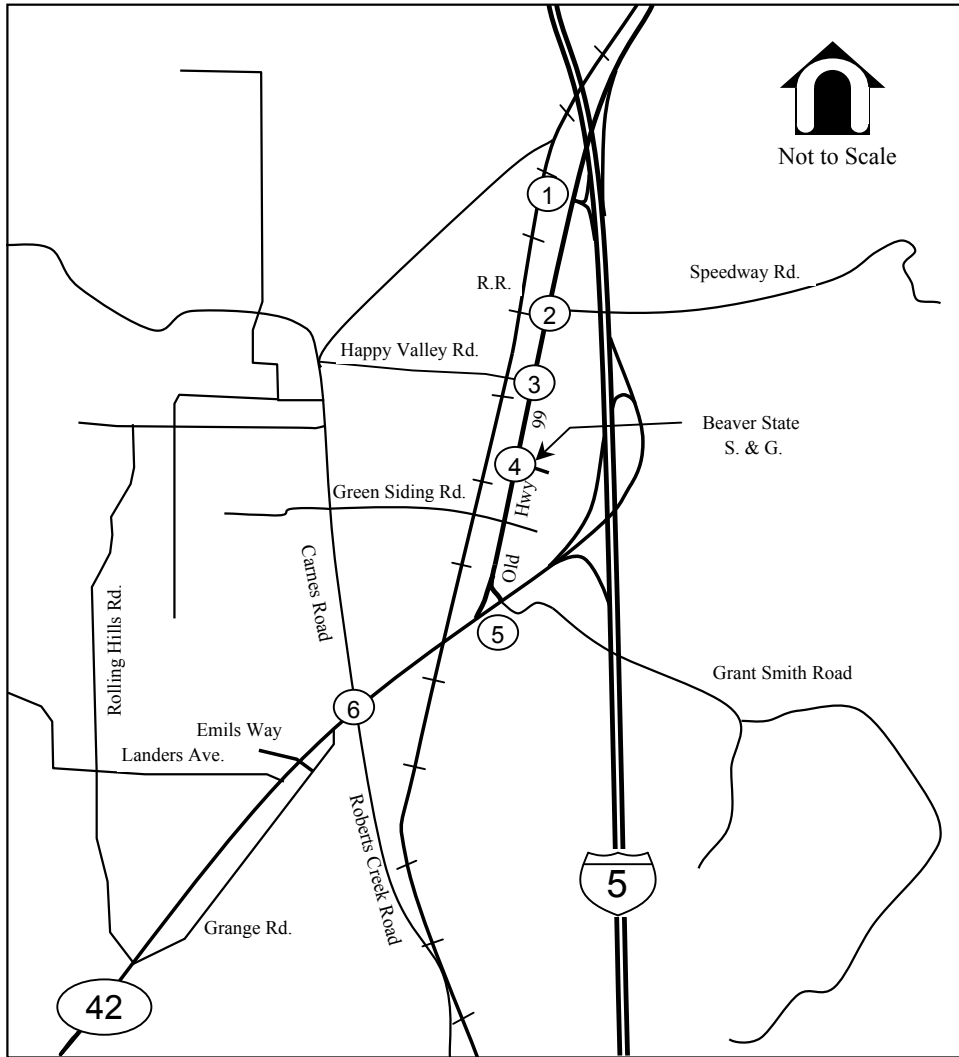 Not to Scale
1
R.R.
Speedway Rd.
2
Happy Valley Rd.
3
Old Hwy 99
Beaver State
S. & G.
4
Green Siding Rd.
Carnes Road
Rolling Hills Rd.
5
Grant Smith Road
6
Emils Way
Landers Ave.
Roberts Creek Road
5
Grange Rd.
42